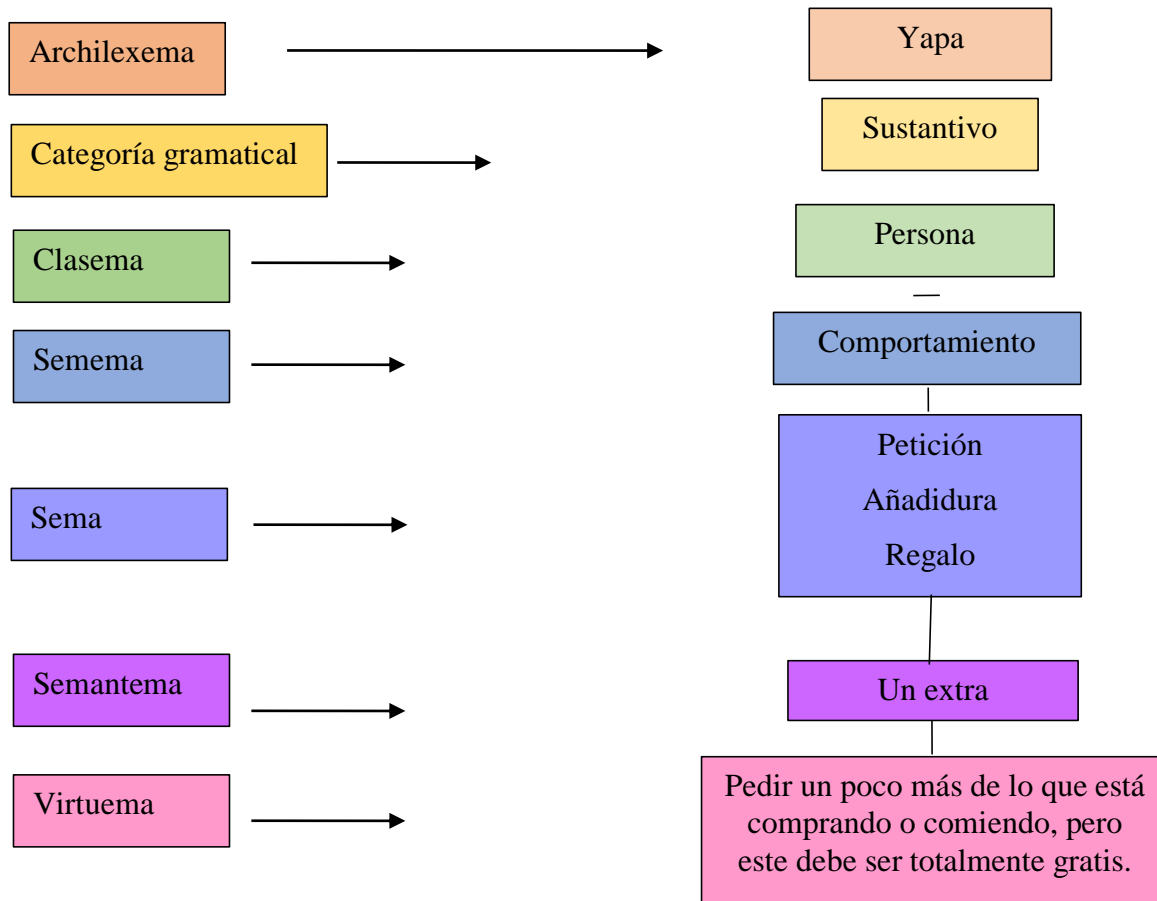 Archilexema
Yapa
Categoría gramatical
Sustantivo
Clasema
Persona
Semema
Comportamiento
Sema
Petición
Añadidura
Regalo
Semantema
Un extra
Virtuema
Pedir un poco más de lo que está
comprando o comiendo, pero
este debe ser totalmente gratis.